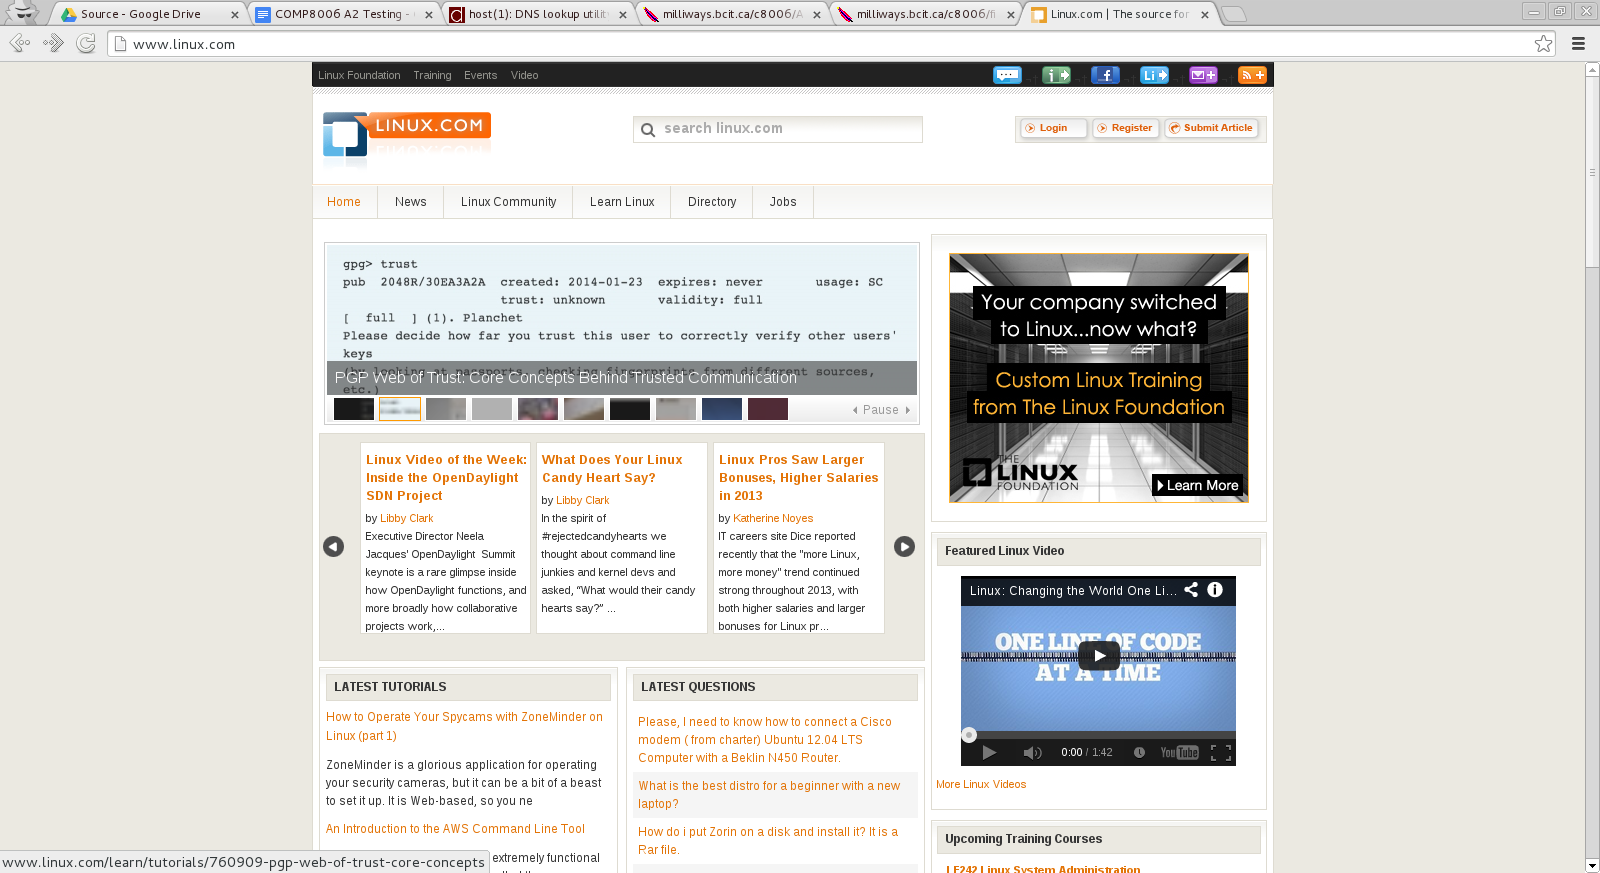 Source - Google Drive
COMP8006 A2 Testing -
host(1): DNS lookup utilit
milliways.bcit.ca/c8006/A
milliways.bcit.ca/c8006/fi
Linux.com | The source for
www.linux.com
Linux Foundation Training Events Video
LINUX.COM
search linux.com
Login Register Submit Article
Home News Linux Community Learn Linux Directory Jobs
gpg> trust
pub 2048R/30EA3A2A created: 2014-01-23 expires: never usage: SC
trust: unknown validity: full
[ full ] (1). Planchet
Please decide how far you trust this user to correctly verify other users'
keys
(by looking at passports, checking fingerprints from different sources,
etc.)
PGP Web of Trust: Core Concepts Behind Trusted Communication
Pause
Your company switched
to Linux...now what?
Custom Linux Training
from The Linux Foundation
THE
LINUX
FOUNDATION
Learn More
Linux Video of the Week:
Inside the OpenDaylight
SDN Project
by Libby Clark
Executive Director Neela
Jacques' OpenDaylight Summit
keynote is a rare glimpse inside
how OpenDaylight functions, and
more broadly how collaborative
projects work,...
What Does Your Linux
Candy Heart Say?
by Libby Clark
In the spirit of
#rejectedcandyhearts we
thought about command line
junkies and kernel devs and
asked, “What would their candy
hearts say?” ...
Linux Pros Saw Larger
Bonuses, Higher Salaries
in 2013
by Katherine Noyes
IT careers site Dice reported
recently that the "more Linux,
more money" trend continued
strong throughout 2013, with
both higher salaries and larger
bonuses for Linux pr...
Featured Linux Video
Linux: Changing the World One Li...
ONE LINE OF CODE
AT A TIME
0:00 / 1:42
YouTube
More Linux Videos
LATEST TUTORIALS
How to Operate Your Spycams with ZoneMinder on
Linux (part 1)
ZoneMinder is a glorious application for operating
your security cameras, but it can be a bit of a beast
to set it up. It is Web-based, so you ne
An Introduction to the AWS Command Line Tool
extremely functional
LATEST QUESTIONS
Please, I need to know how to connect a Cisco
modem ( from charter) Ubuntu 12.04 LTS
Computer with a Beklin N450 Router.
What is the best distro for a beginner with a new
laptop?
How do i put Zorin on a disk and install it? It is a
Rar file.
Upcoming Training Courses
LF242 Linux System Administration
www.linux.com/learn/tutorials/760909-pgp-web-of-trust-core-concepts